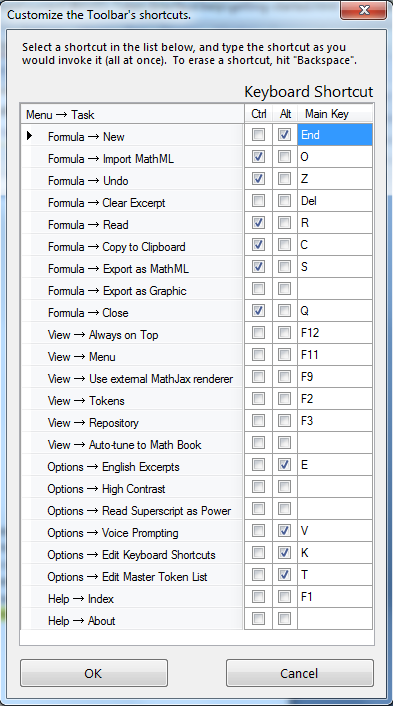 Customize the Toolbar's shortcuts.
Select a shortcut in the list below, and type the shortcut as you
would invoke it (all at once). To erase a shortcut, hit "Backspace".
Keyboard Shortcut
Menu → Task Ctrl Alt Main Key
Formula → New End
Formula → Import MathML O
Formula → Undo Z
Formula → Clear Excerpt Del
Formula → Read R
Formula → Copy to Clipboard C
Formula → Export as MathML S
Formula → Export as Graphic
Formula → Close Q
View → Always on Top F12
View → Menu F11
View → Use external MathJax renderer F9
View → Tokens F2
View → Repository F3
View → Auto-tune to Math Book
Options → English Excerpts E
Options → High Contrast
Options → Read Superscript as Power
Options → Voice Prompting V
Options → Edit Keyboard Shortcuts K
Options → Edit Master Token List T
Help → Index F1
Help → About
OK Cancel